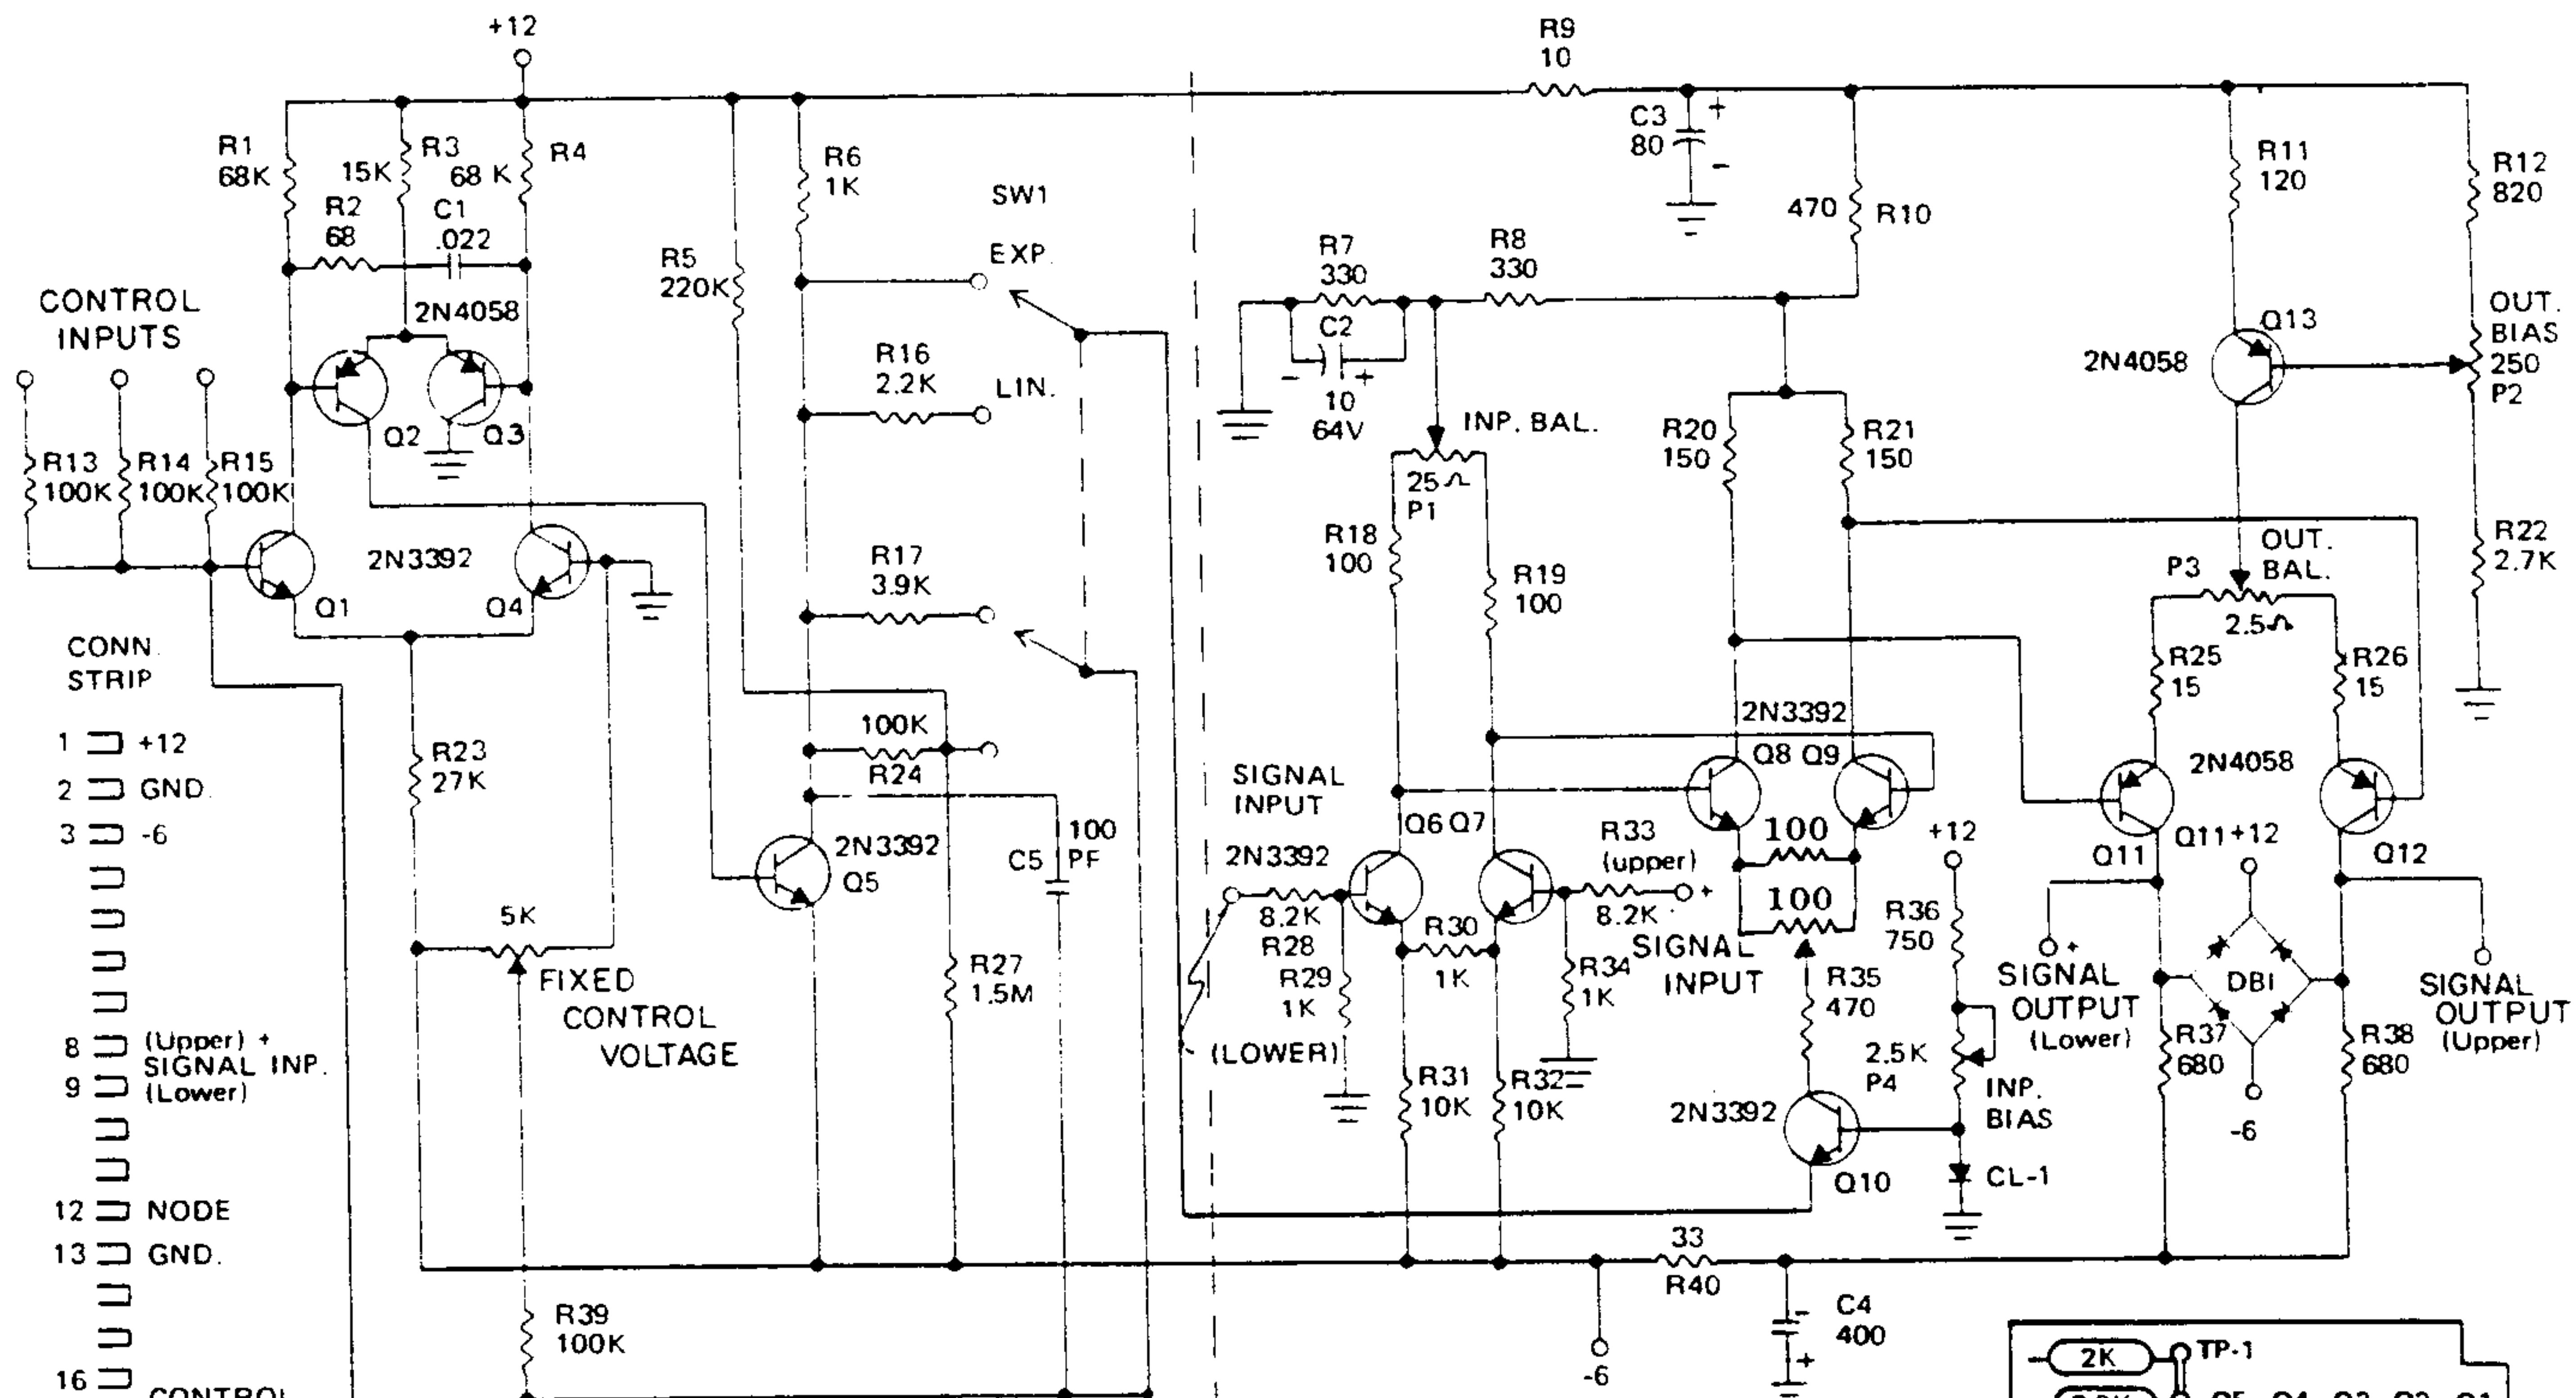 +12
R9
10
R1
68K
R3
15K
68 K
R4
R2
68
C1
.022
R6
1K
SW1
C3
80
+
-
470
R10
R11
120
R12
820
R5
220K
EXP.
R7
330
R8
330
C2
-
+
10
64V
CONTROL
INPUTS
2N4058
Q2
Q3
R16
2.2K
LIN.
INP. BAL.
25Ω
P1
R20
150
R21
150
2N4058
Q13
OUT.
BIAS
250
P2
R13
100K
R14
100K
R15
100K
2N3392
Q1
Q4
R17
3.9K
R18
100
R19
100
OUT.
BAL.
P3
2.5Ω
R22
2.7K
R25
15
R26
15
CONN.
STRIP
1
+12
2
GND.
3
-6
8
(Upper) +
SIGNAL INP.
9
(Lower)
12
NODE
13
GND.
16
CONTROL
R23
27K
100K
R24
2N3392
Q5
C5
100
PF
SIGNAL
INPUT
2N3392
Q6
Q7
2N3392
Q8
Q9
R33
(upper)
+
8.2K
SIGNAL
INPUT
100
100
+12
R36
750
2N4058
Q11
Q11
+12
Q12
5K
FIXED
CONTROL
VOLTAGE
R27
1.5M
8.2K
R28
R29
1K
R30
1K
R34
1K
R35
470
2.5K
P4
INP.
BIAS
+
SIGNAL
OUTPUT
(Lower)
DBI
-6
SIGNAL
OUTPUT
(Upper)
R37
680
R38
680
(LOWER)
R31
10K
R32
10K
2N3392
Q10
CL-1
33
R40
-6
C4
400
-
+
R39
100K
2K
TP-1
Q5
Q4
Q3
Q2
Q1